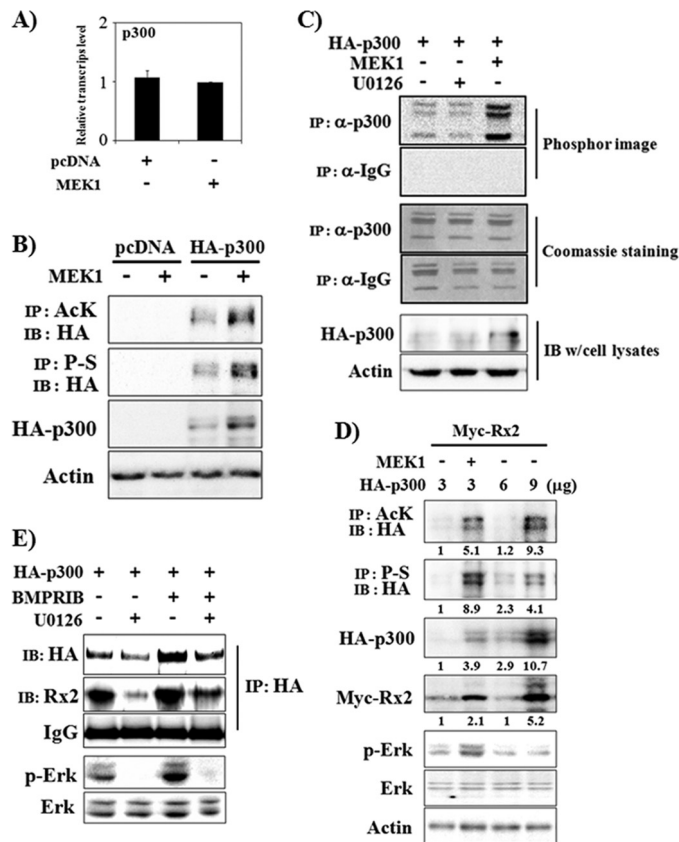 A)
p300
Relative transcripts level
2
1
0
pcDNA + -
MEK1 - +
B)
pcDNA HA-p300
MEK1 - + - +
IP: AcK
IB: HA
IP: P-S
IB: HA
HA-p300
Actin
C)
HA-p300 + + +
MEK1 - - +
U0126 - + -
IP: α-p300
IP: α-IgG
Phosphor image
IP: α-p300
IP: α-IgG
Coomassie staining
HA-p300
Actin
IB w/cell lysates
D)
Myc-Rx2
MEK1 - + - -
HA-p300 3 3 6 9 (μg)
IP: AcK
IB: HA
1 5.1 1.2 9.3
IP: P-S
IB: HA
1 8.9 2.3 4.1
HA-p300
1 3.9 2.9 10.7
Myc-Rx2
1 2.1 1 5.2
p-Erk
Erk
Actin
E)
HA-p300 + + + +
BMPRIB - - + +
U0126 - + - +
IB: HA
IB: Rx2
IgG
IP: HA
p-Erk
Erk